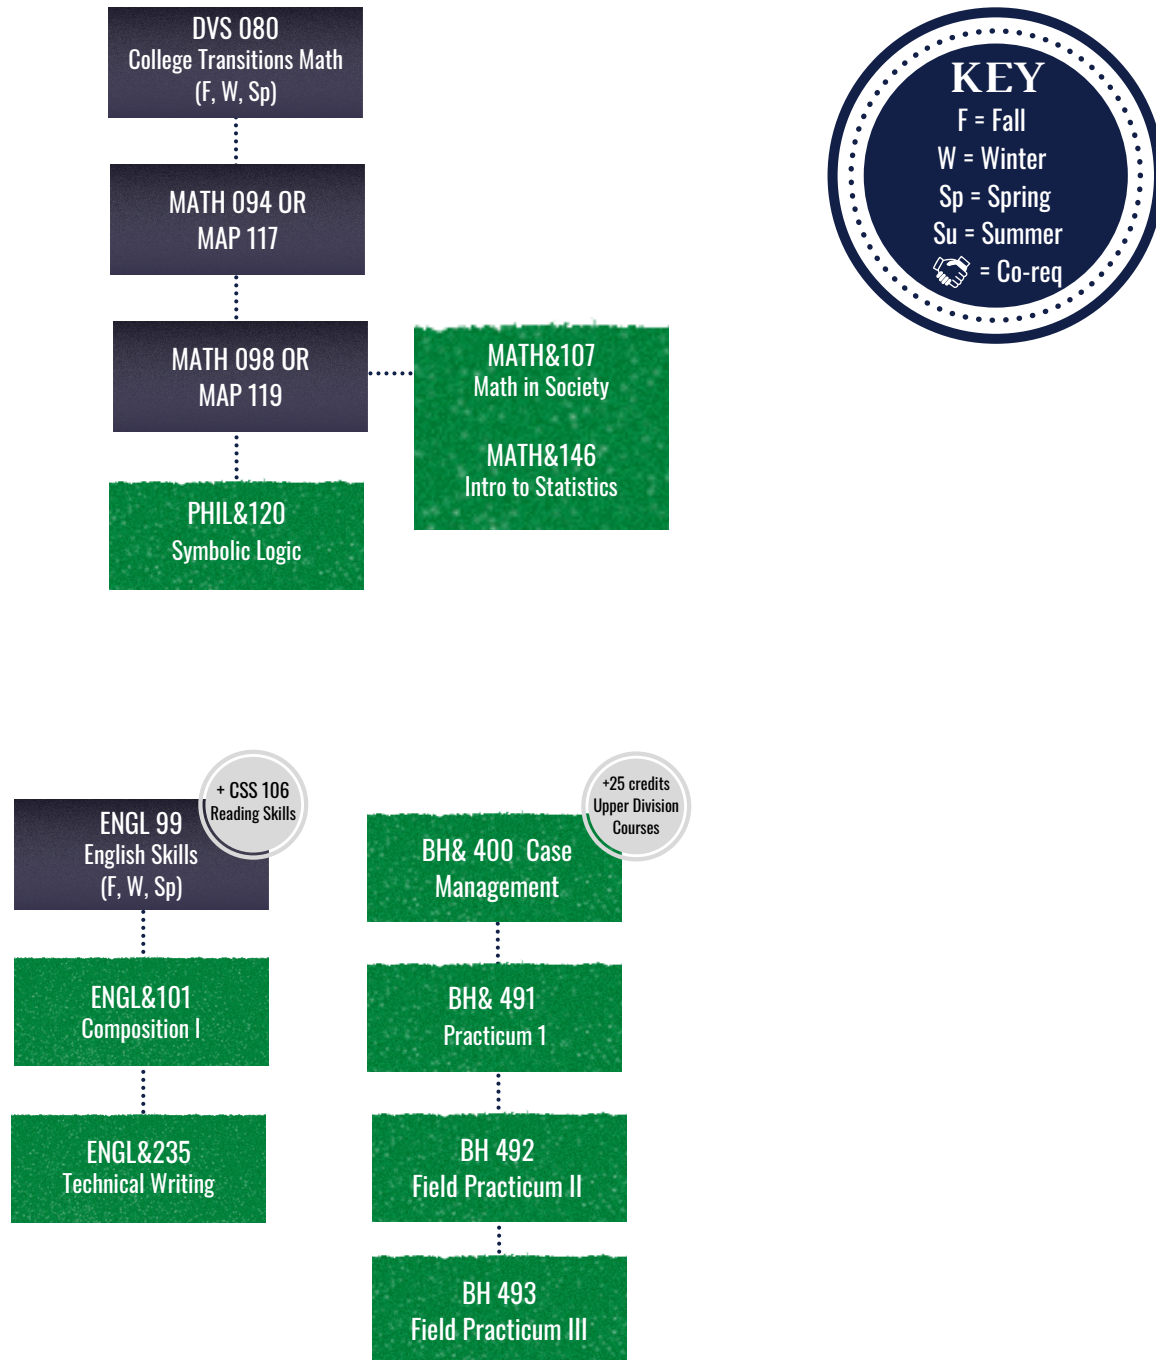 DVS 080
College Transitions Math
(F, W, Sp)
MATH 094 OR
MAP 117
MATH 098 OR
MAP 119
MATH&107
Math in Society
MATH&146
Intro to Statistics
PHIL&120
Symbolic Logic
KEY
F = Fall
W = Winter
Sp = Spring
Su = Summer
= Co-req
+ CSS 106
Reading Skills
ENGL 99
English Skills
(F, W, Sp)
ENGL&101
Composition I
ENGL&235
Technical Writing
+25 credits
Upper Division
Courses
BH& 400 Case
Management
BH& 491
Practicum 1
BH 492
Field Practicum II
BH 493
Field Practicum III